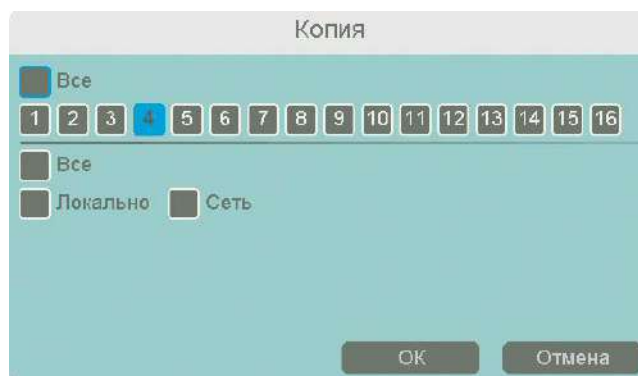 Копия
Все
1 2 3 4 5 6 7 8 9 10 11 12 13 14 15 16
Все
Локально Сеть
OK Отмена